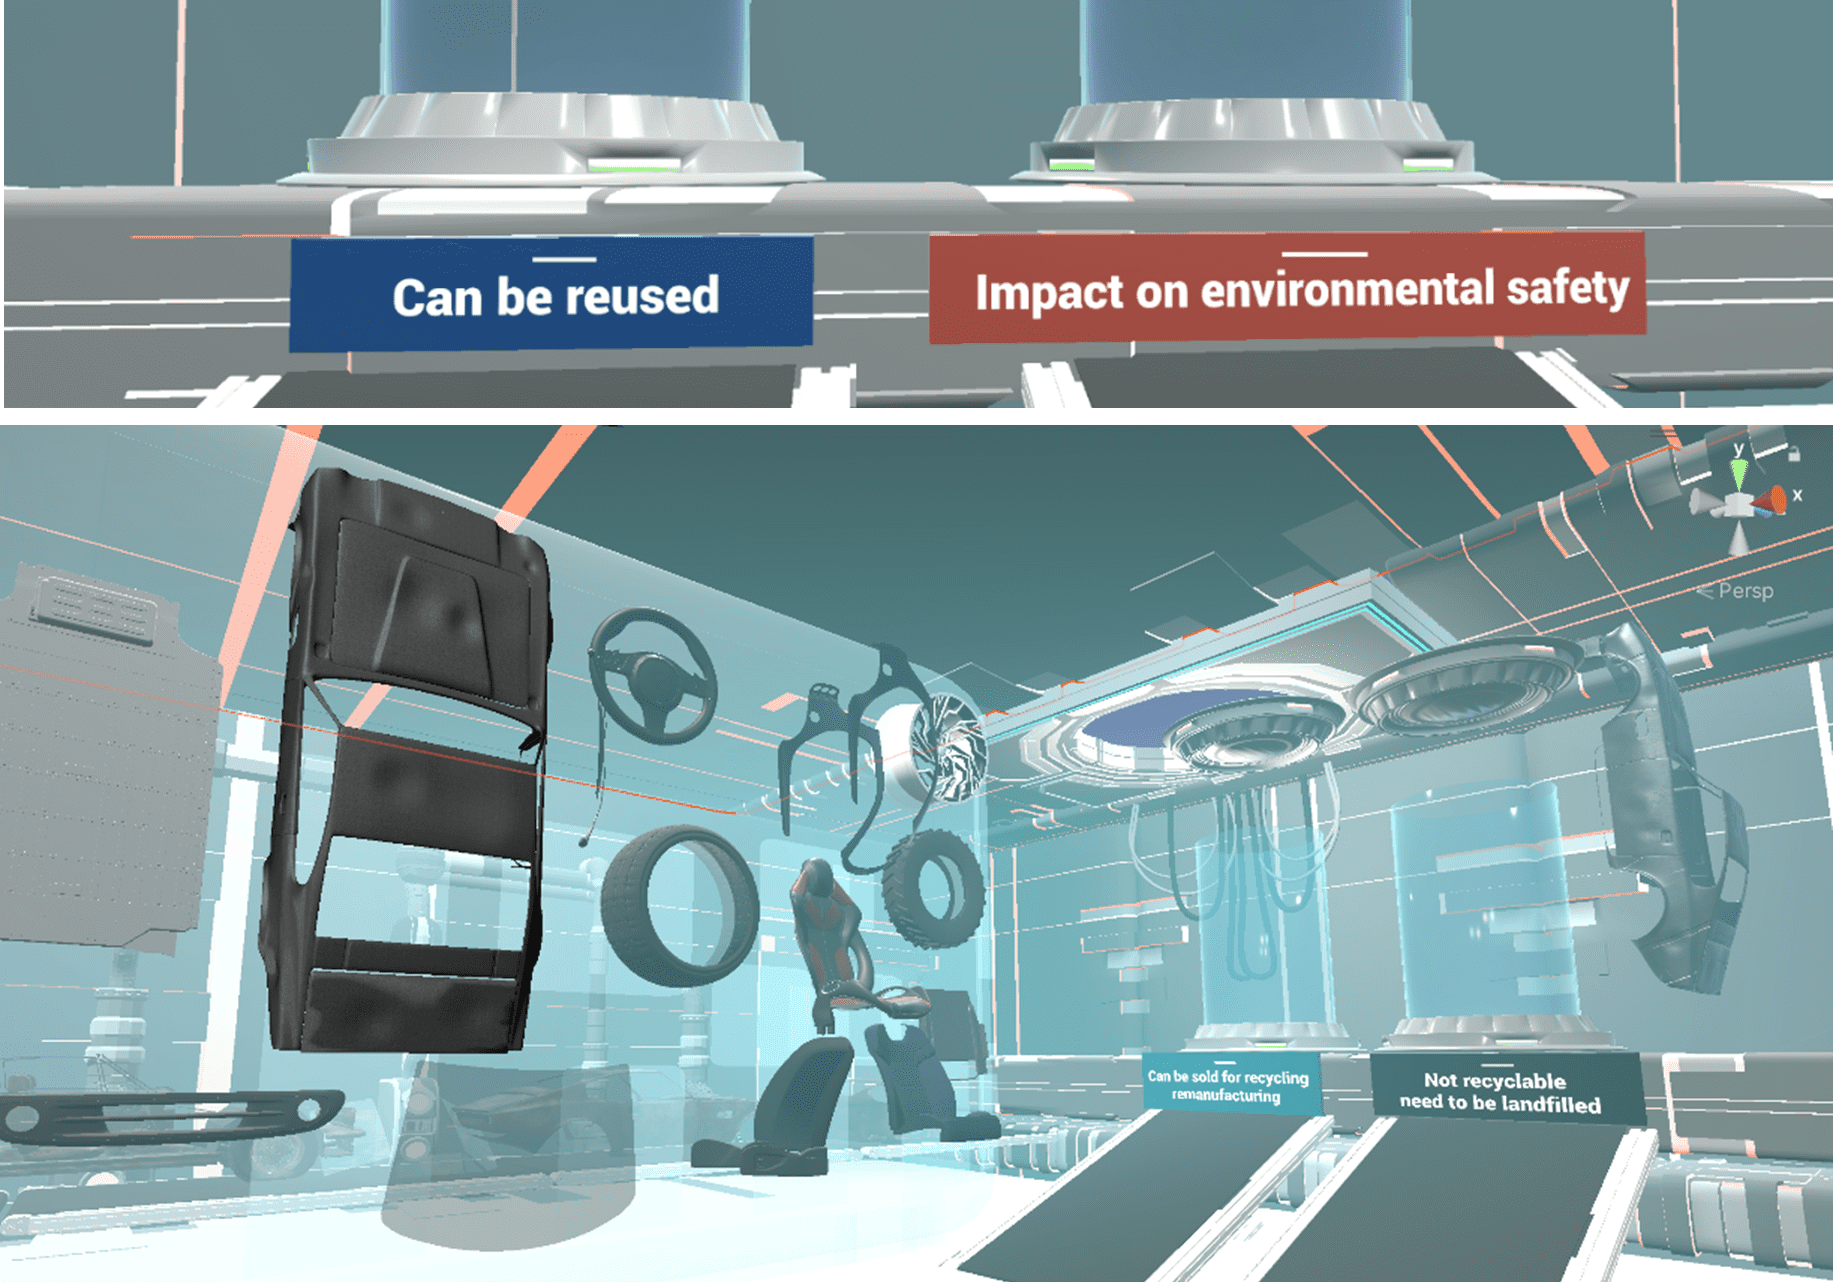 Can be reused
Impact on environmental safety
y
x
Persp
Can be sold for recycling
remanufacturing
Not recyclable
need to be landfilled